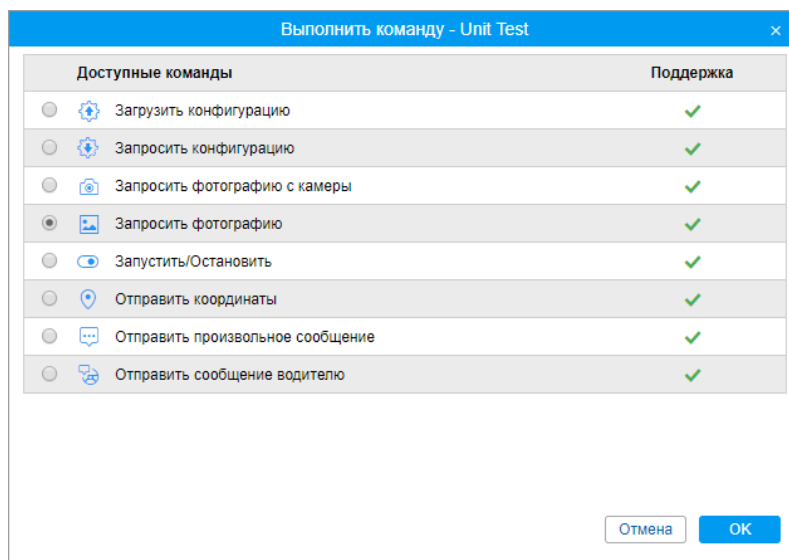 Выполнить команду - Unit Test
Доступные команды Поддержка
Загрузить конфигурацию
Запросить конфигурацию
Запросить фотографию с камеры
Запросить фотографию
Запустить/Остановить
Отправить координаты
Отправить произвольное сообщение
Отправить сообщение водителю
Отмена OK